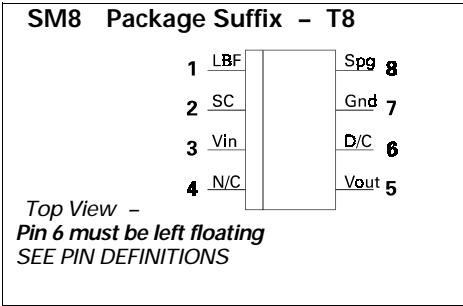 SM8 Package Suffix – T8
1 LBF Spg 8
2 SC Gnd 7
3 Vin D/C 6
4 N/C Vout 5
Top View –
Pin 6 must be left floating
SEE PIN DEFINITIONS